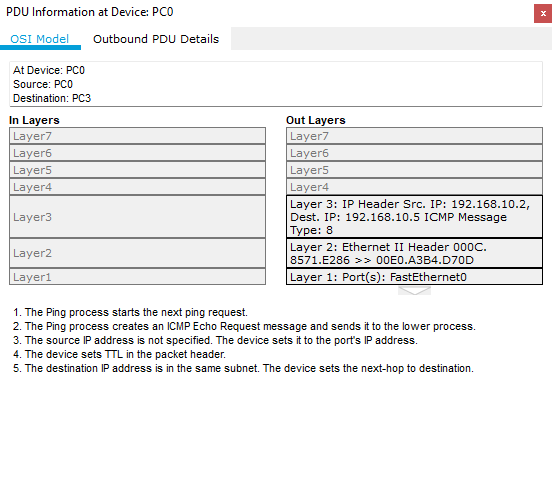 PDU Information at Device: PC0
x
OSI Model
Outbound PDU Details
At Device: PC0
Source: PC0
Destination: PC3
In Layers
Layer7
Layer6
Layer5
Layer4
Layer3
Layer2
Layer1
Out Layers
Layer7
Layer6
Layer5
Layer4
Layer 3: IP Header Src. IP: 192.168.10.2,
Dest. IP: 192.168.10.5 ICMP Message
Type: 8
Layer 2: Ethernet II Header 000C.
8571.E286 >> 00E0.A3B4.D70D
Layer 1: Port(s): FastEthernet0
1. The Ping process starts the next ping request.
2. The Ping process creates an ICMP Echo Request message and sends it to the lower process.
3. The source IP address is not specified. The device sets it to the port's IP address.
4. The device sets TTL in the packet header.
5. The destination IP address is in the same subnet. The device sets the next-hop to destination.